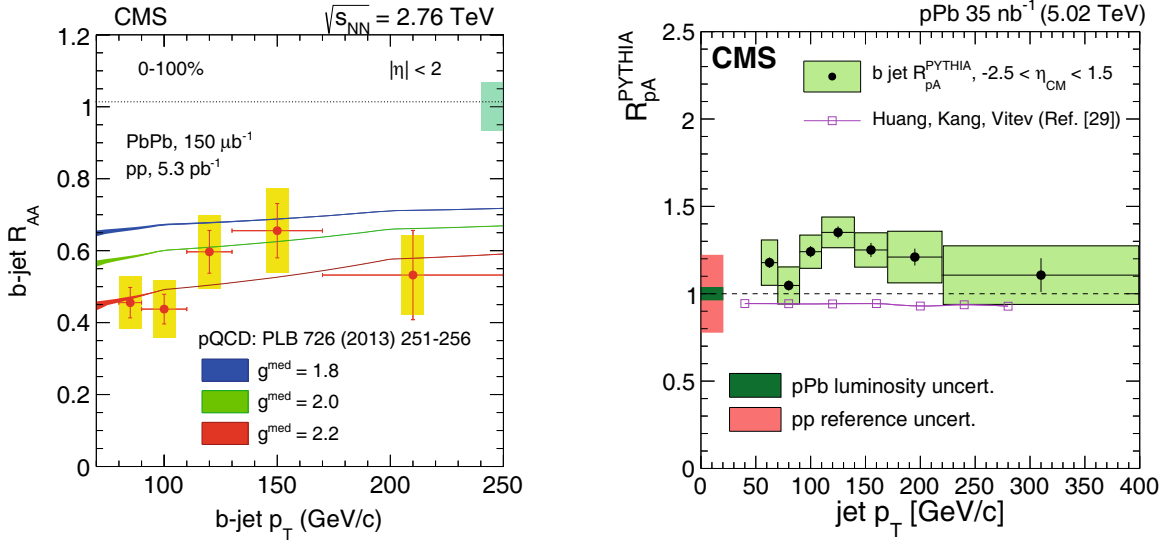 CMS
√s_NN = 2.76 TeV
1.2
1
0.8
0.6
0.4
0.2
0
b-jet R_AA
0-100%
|η| < 2
PbPb, 150 μb⁻¹
pp, 5.3 pb⁻¹
pQCD: PLB 726 (2013) 251-256
g^med = 1.8
g^med = 2.0
g^med = 2.2
100 150 200 250
b-jet p_T (GeV/c)
pPb 35 nb⁻¹ (5.02 TeV)
2.5
2
1.5
1
0.5
0
R_pA^PYTHIA
CMS
b jet R_pA^PYTHIA, -2.5 < η_CM < 1.5
Huang, Kang, Vitev (Ref. [29])
pPb luminosity uncert.
pp reference uncert.
0 50 100 150 200 250 300 350 400
jet p_T [GeV/c]